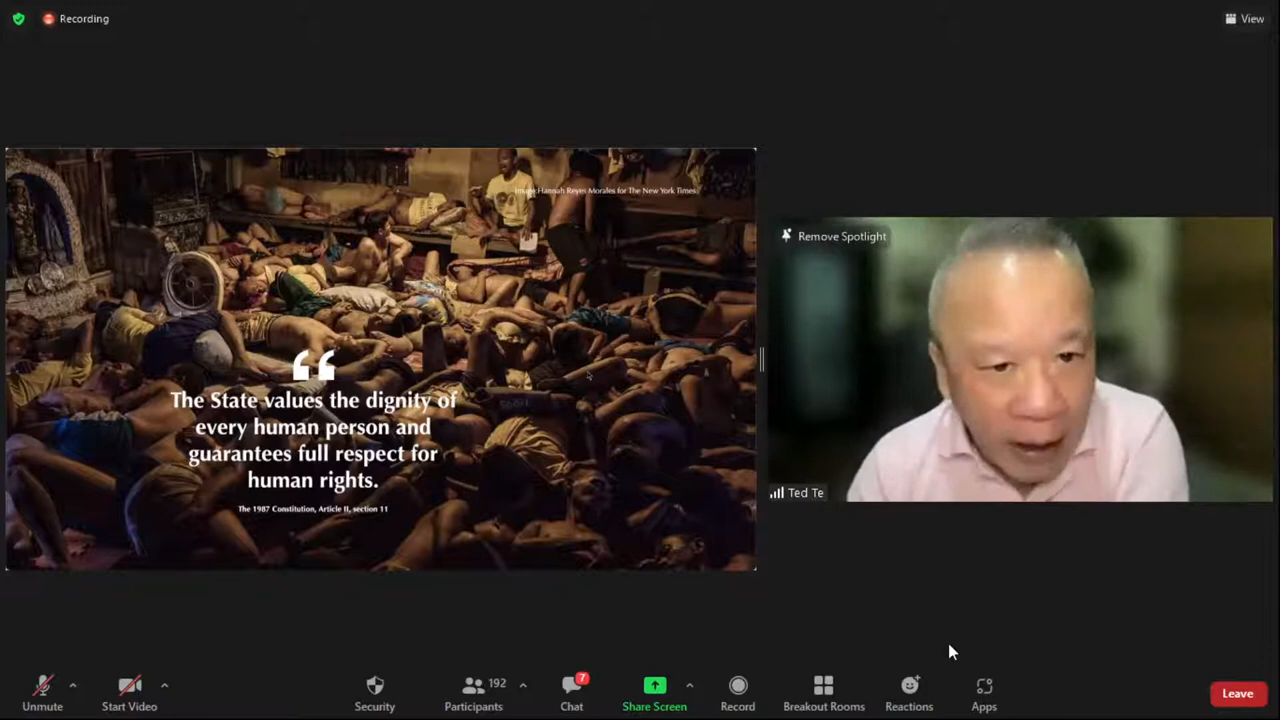 Recording
View
Image:Hannah Reyes Morales for The New York Times
Remove Spotlight
“
The State values the dignity of
every human person and
guarantees full respect for
human rights.
The 1987 Constitution, Article II, section 11
Ted Te
Unmute
Start Video
Security
192
Participants
7
Chat
Share Screen
Record
Breakout Rooms
Reactions
Apps
Leave